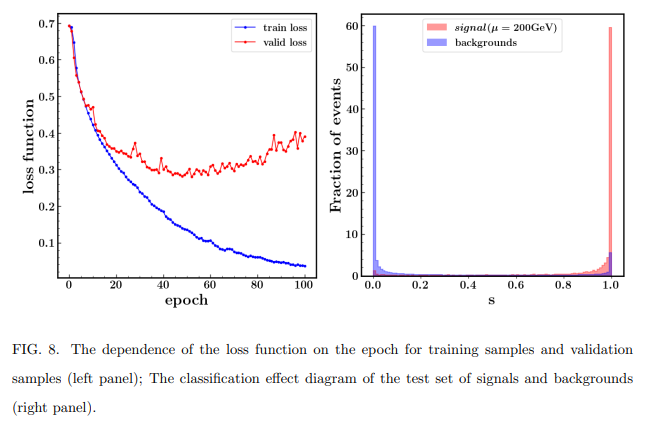 0.7
0.6
0.5
0.4
0.3
0.2
0.1
0 20 40 60 80 100
loss function
epoch
train loss
valid loss
60
50
40
30
20
10
0
0.0 0.2 0.4 0.6 0.8 1.0
Fraction of events
s
signal(μ = 200GeV)
backgrounds
FIG. 8. The dependence of the loss function on the epoch for training samples and validation
samples (left panel); The classification effect diagram of the test set of signals and backgrounds
(right panel).